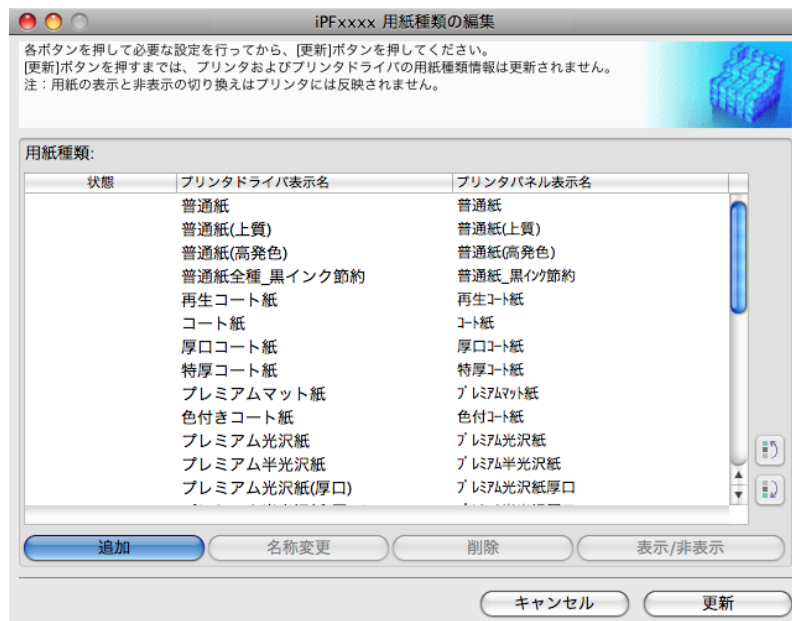 iPFxxxx 用紙種類の編集
各ボタンを押して必要な設定を行ってから、[更新]ボタンを押してください。
[更新]ボタンを押すまでは、プリンタおよびプリンタドライバの用紙種類情報は更新されません。
注：用紙の表示と非表示の切り換えはプリンタには反映されません。
用紙種類:
状態 プリンタドライバ表示名 プリンタパネル表示名
普通紙 普通紙
普通紙(上質) 普通紙(上質)
普通紙(高発色) 普通紙(高発色)
普通紙全種_黒インク節約 普通紙_黒ｲﾝｸ節約
再生コート紙 再生ｺｰﾄ紙
コート紙 ｺｰﾄ紙
厚口コート紙 厚口ｺｰﾄ紙
特厚コート紙 特厚ｺｰﾄ紙
プレミアムマット紙 ﾌﾟﾚﾐｱﾑﾏｯﾄ紙
色付きコート紙 色付ｺｰﾄ紙
プレミアム光沢紙 ﾌﾟﾚﾐｱﾑ光沢紙
プレミアム半光沢紙 ﾌﾟﾚﾐｱﾑ半光沢紙
プレミアム光沢紙(厚口) ﾌﾟﾚﾐｱﾑ光沢紙厚口
追加 名称変更 削除 表示/非表示
キャンセル 更新